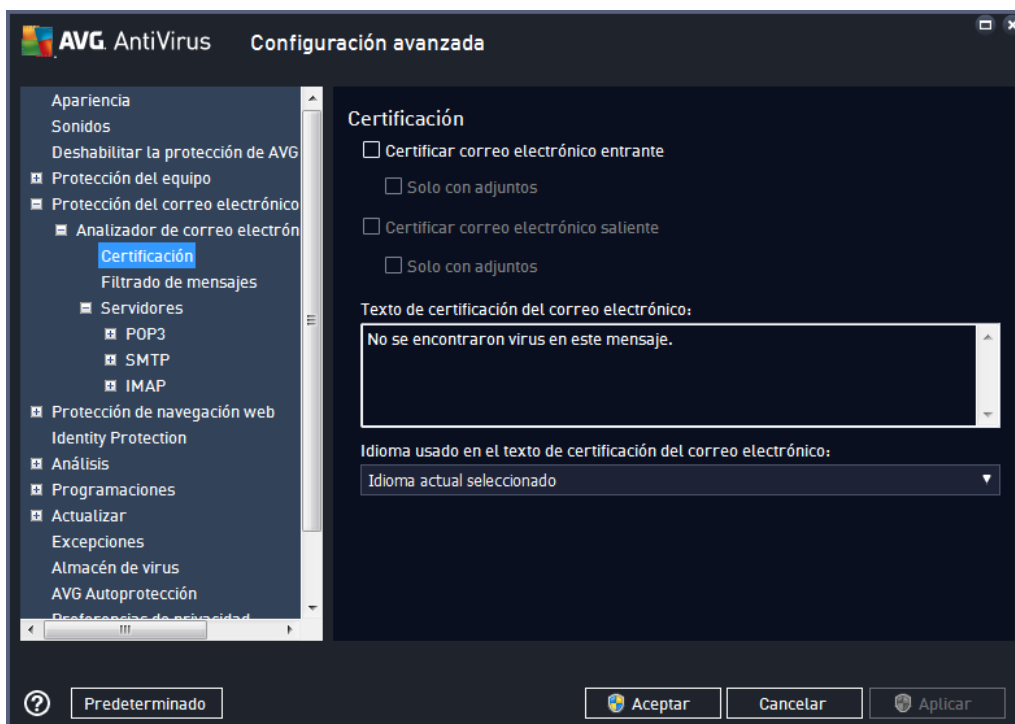 AVG AntiVirus Configuración avanzada
Apariencia
Sonidos
Deshabilitar la protección de AVG
Protección del equipo
Protección del correo electrónico
Analizador de correo electrón
Certificación
Filtrado de mensajes
Servidores
POP3
SMTP
IMAP
Protección de navegación web
Identity Protection
Análisis
Programaciones
Actualizar
Excepciones
Almacén de virus
AVG Autoprotección
Preferencias de privacidad
Certificación
Certificar correo electrónico entrante
Solo con adjuntos
Certificar correo electrónico saliente
Solo con adjuntos
Texto de certificación del correo electrónico:
No se encontraron virus en este mensaje.
Idioma usado en el texto de certificación del correo electrónico:
Idioma actual seleccionado
? Predeterminado Aceptar Cancelar Aplicar